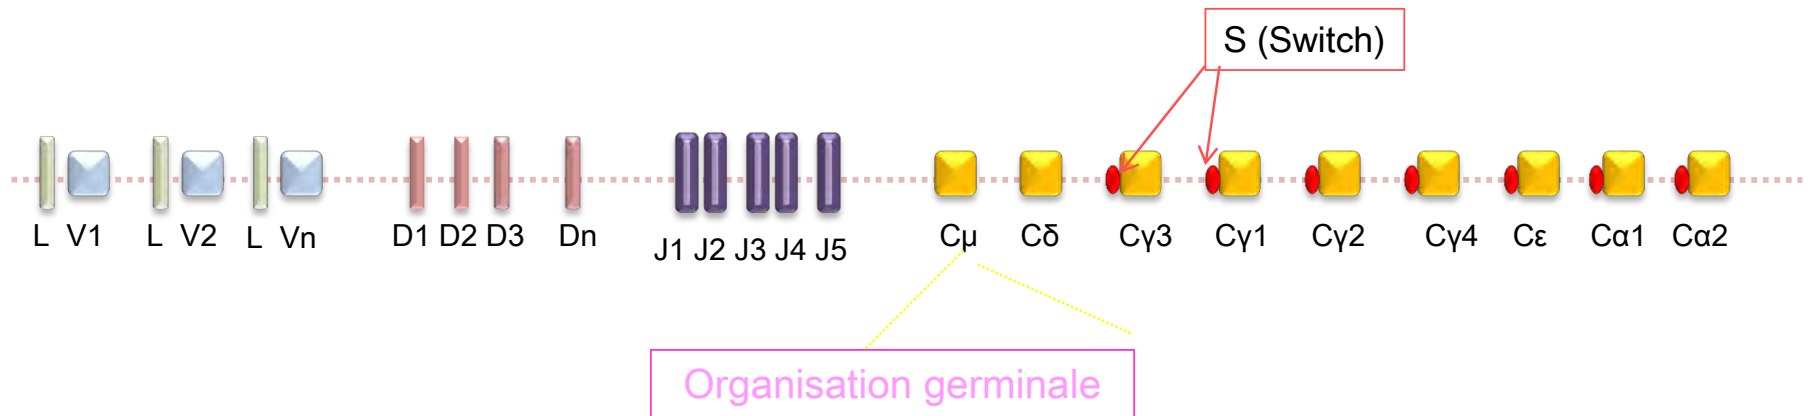 S (Switch)
L V1 L V2 L Vn D1 D2 D3 Dn J1 J2 J3 J4 J5 Cμ Cδ Cγ3 Cγ1 Cγ2 Cγ4 Cε Cα1 Cα2
Organisation germinale